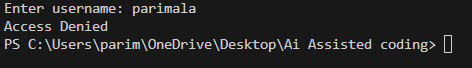 Enter username: parimala
Access Denied
PS C:\Users\parim\OneDrive\Desktop\Ai Assisted coding>